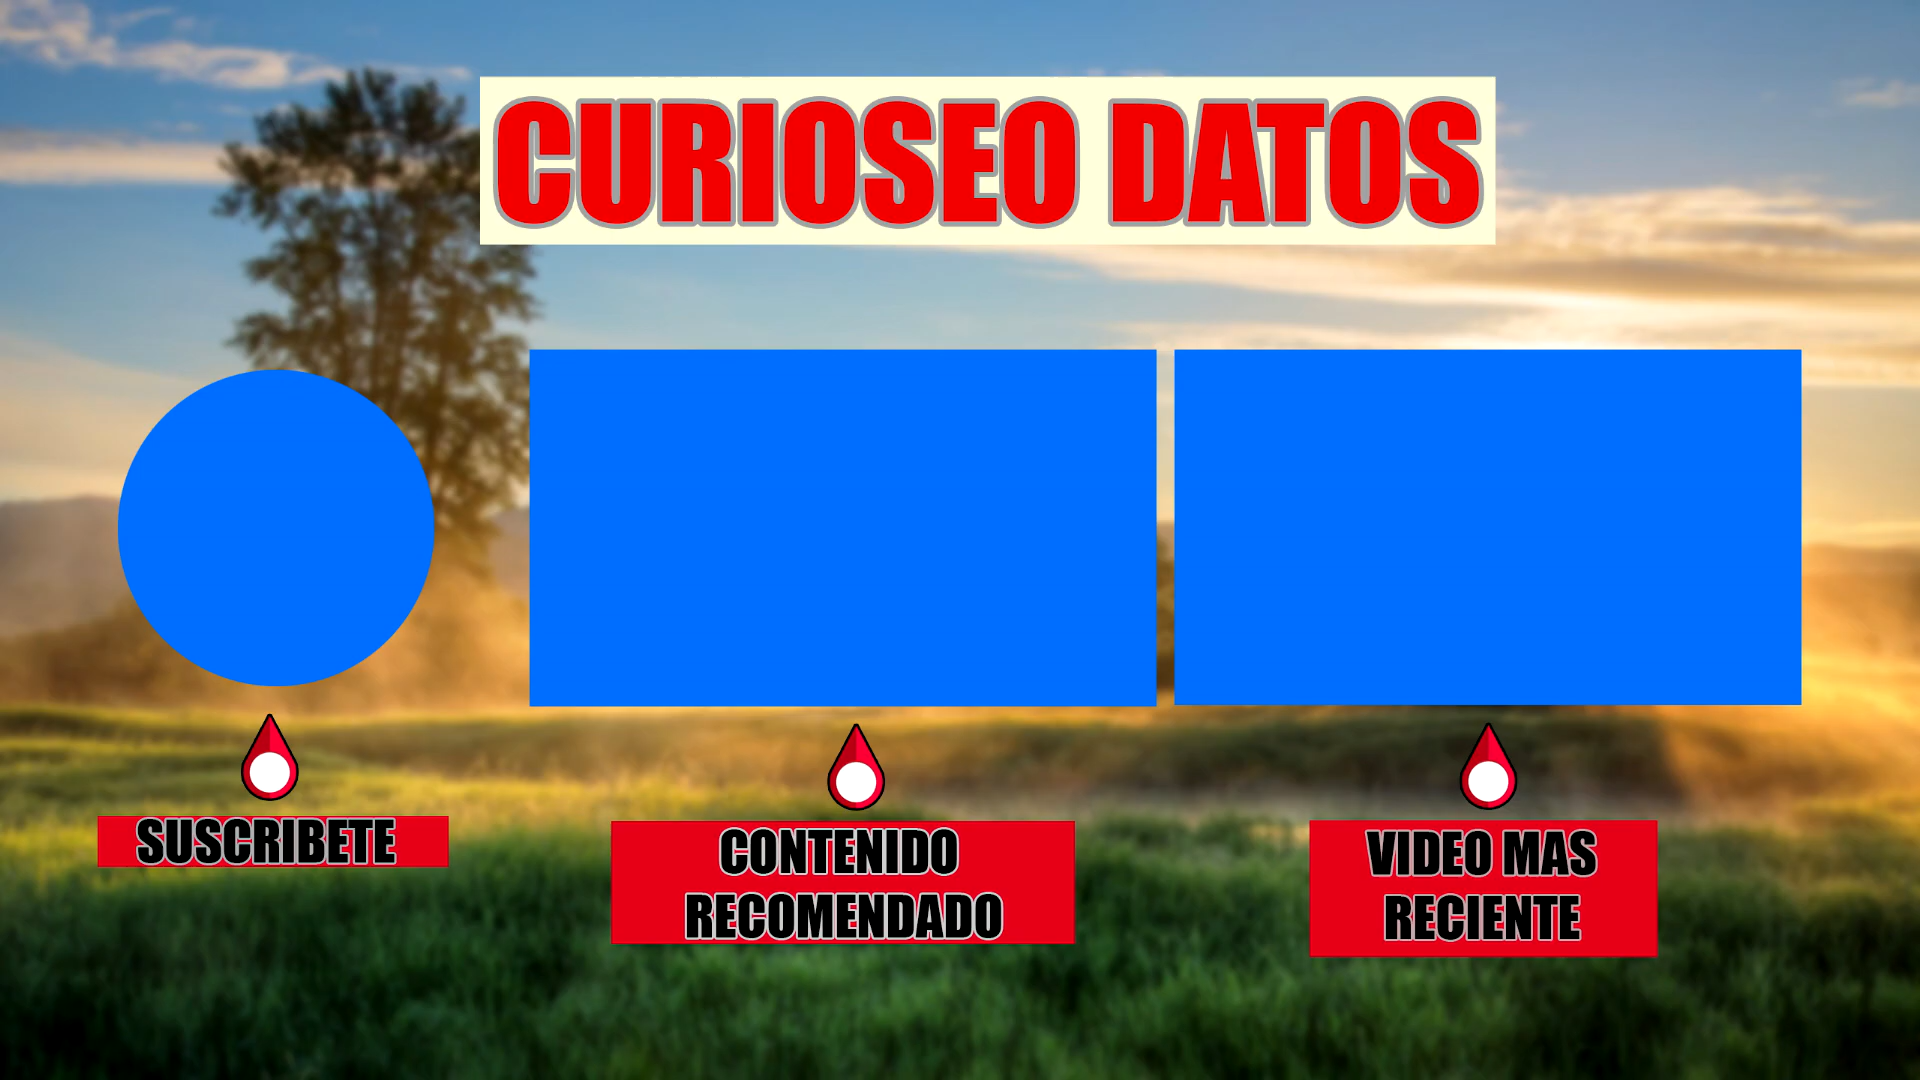 CURIOSEO DATOS
SUSCRIBETE
CONTENIDO
RECOMENDADO
VIDEO MAS
RECIENTE